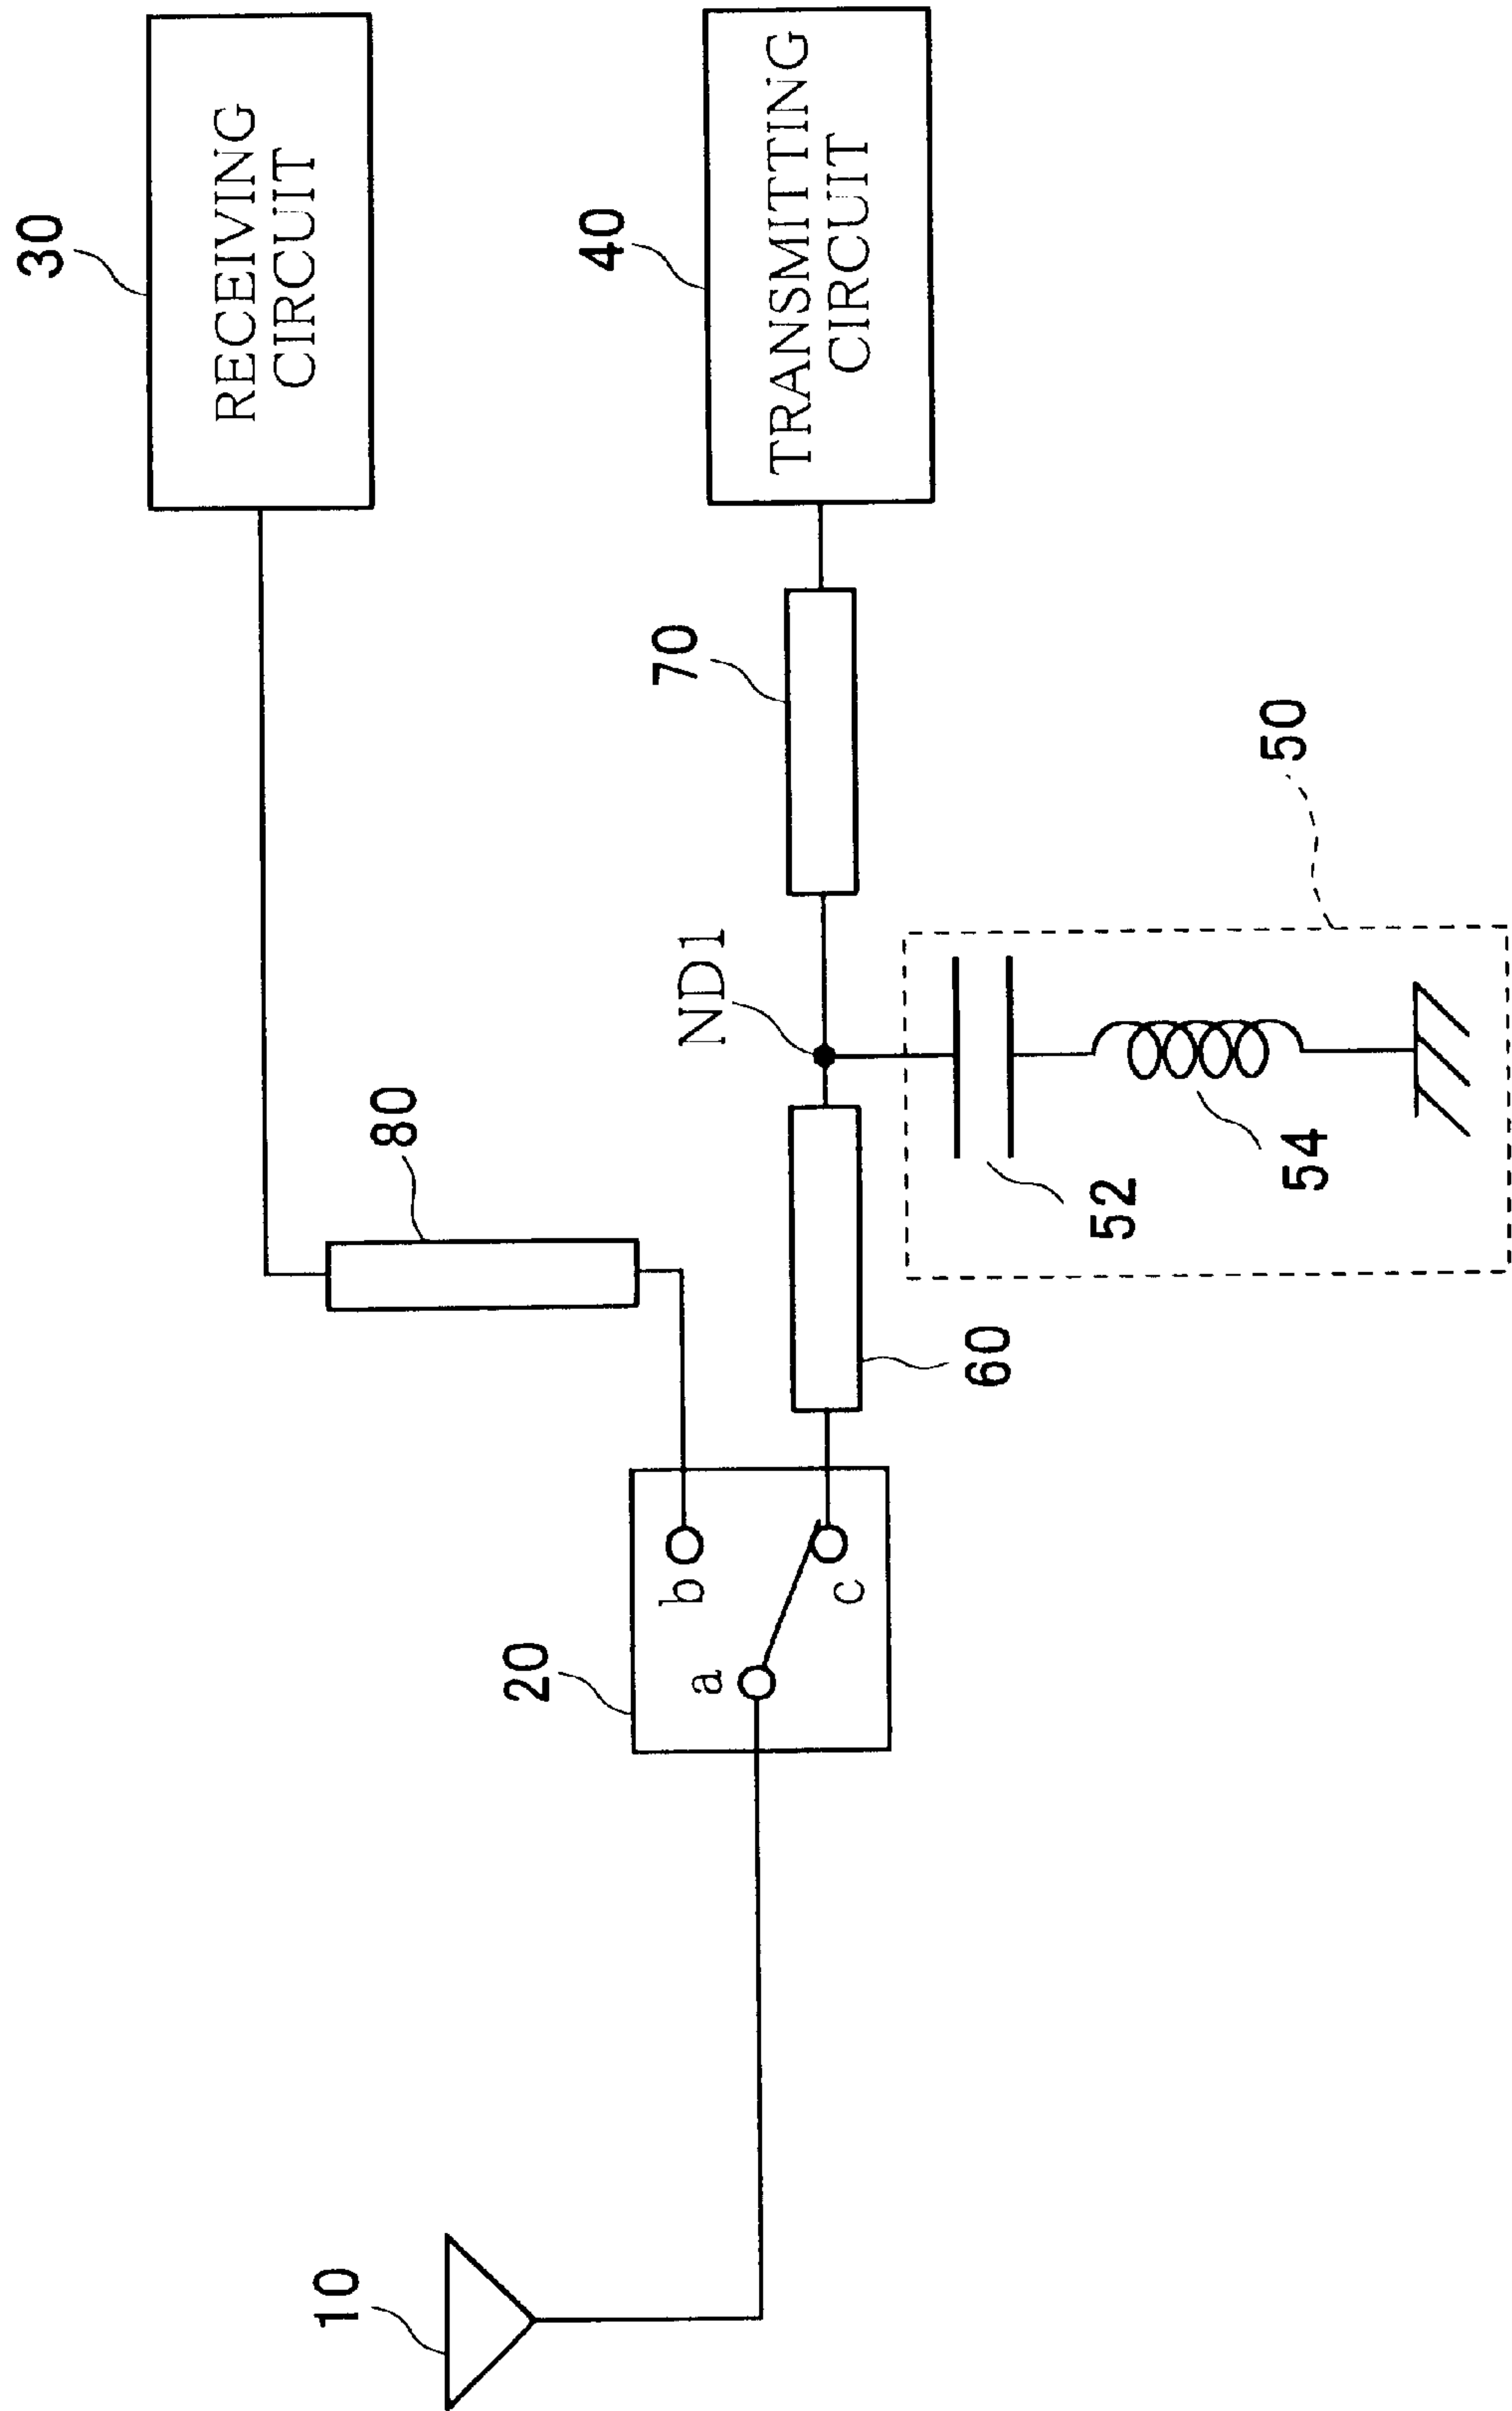 30
RECEIVING
CIRCUIT
40
TRANSMITTING
CIRCUIT
70
ND1
50
80
52
54
60
20
a
b
c
10